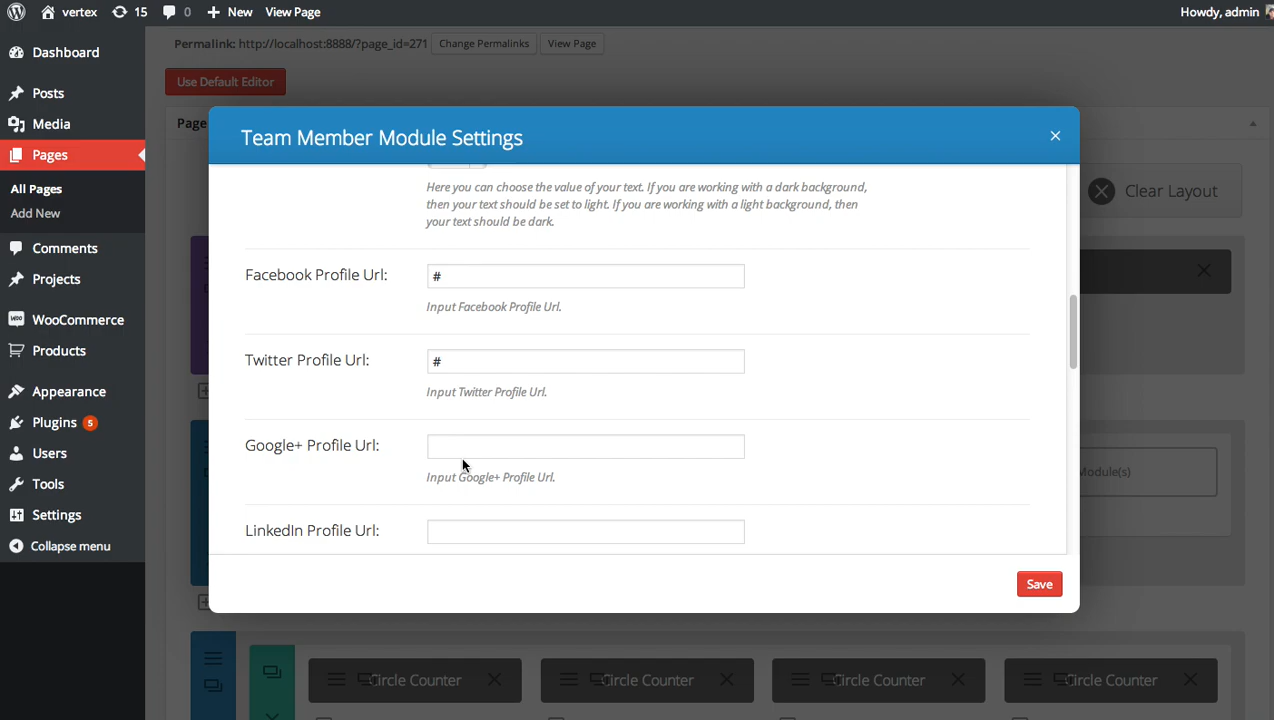 vertex 15 0 New View Page Howdy, admin
Permalink: http://localhost:8888/?page_id=271 Change Permalinks View Page
Use Default Editor
Dashboard
Posts
Media
Pages
All Pages
Add New
Comments
Projects
WooCommerce
Products
Appearance
Plugins 5
Users
Tools
Settings
Collapse menu
Page
Clear Layout
Module(s)
Team Member Module Settings
Here you can choose the value of your text. If you are working with a dark background,
then your text should be set to light. If you are working with a light background, then
your text should be dark.
Facebook Profile Url: #
Input Facebook Profile Url.
Twitter Profile Url: #
Input Twitter Profile Url.
Google+ Profile Url:
Input Google+ Profile Url.
LinkedIn Profile Url:
Save
Circle Counter Circle Counter Circle Counter Circle Counter